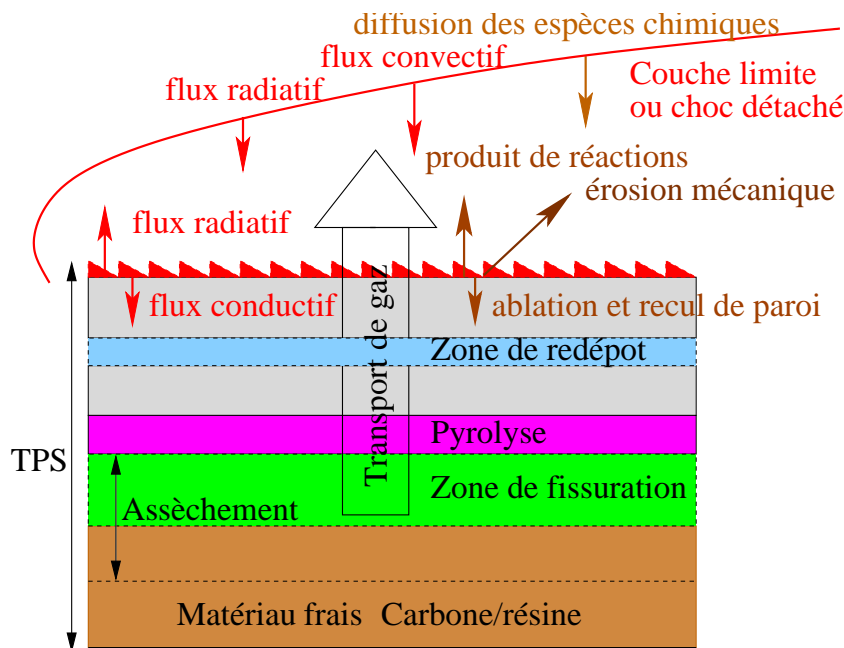 diffusion des espèces chimiques
flux convectif
flux radiatif
Couche limite
ou choc détaché
produit de réactions
érosion mécanique
flux radiatif
flux conductif
ablation et recul de paroi
Transport de gaz
Zone de redépot
Pyrolyse
TPS
Zone de fissuration
Assèchement
Matériau frais Carbone/résine